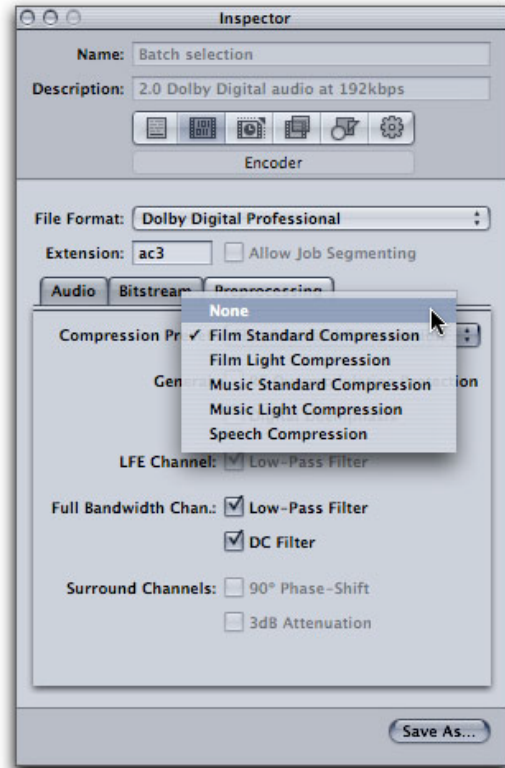 Inspector
Name: Batch selection
Description: 2.0 Dolby Digital audio at 192kbps
Encoder
File Format: Dolby Digital Professional
Extension: ac3 Allow Job Segmenting
Audio Bitstream Preprocessing
None
Compression Pre ✓ Film Standard Compression
Film Light Compression
Genera
Music Standard Compression
Music Light Compression
Speech Compression
LFE Channel: Low-Pass Filter
Full Bandwidth Chan.: Low-Pass Filter
DC Filter
Surround Channels: 90° Phase-Shift
3dB Attenuation
Save As...